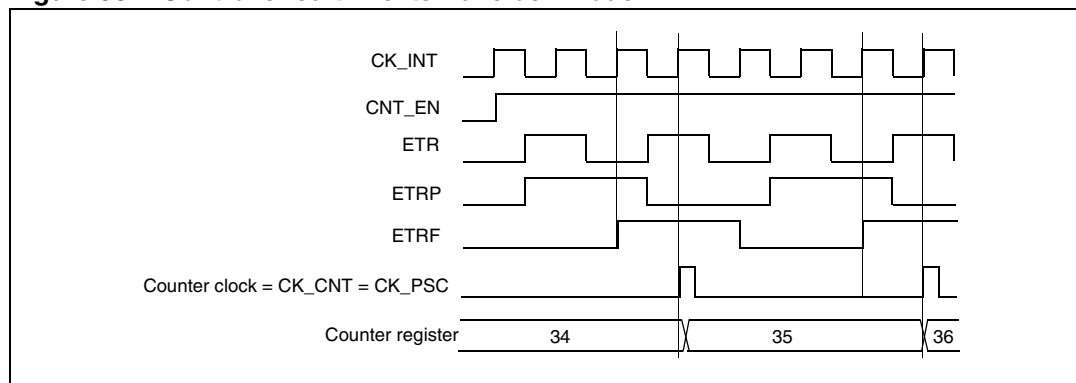 CK_INT
CNT_EN
ETR
ETRP
ETRF
Counter clock = CK_CNT = CK_PSC
Counter register
34
35
36